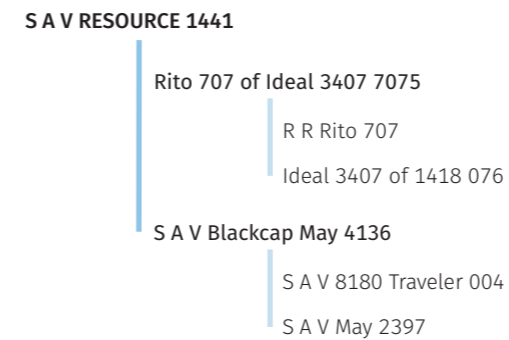 S A V RESOURCE 1441
Rito 707 of Ideal 3407 7075
R R Rito 707
Ideal 3407 of 1418 076
S A V Blackcap May 4136
S A V 8180 Traveler 004
S A V May 2397